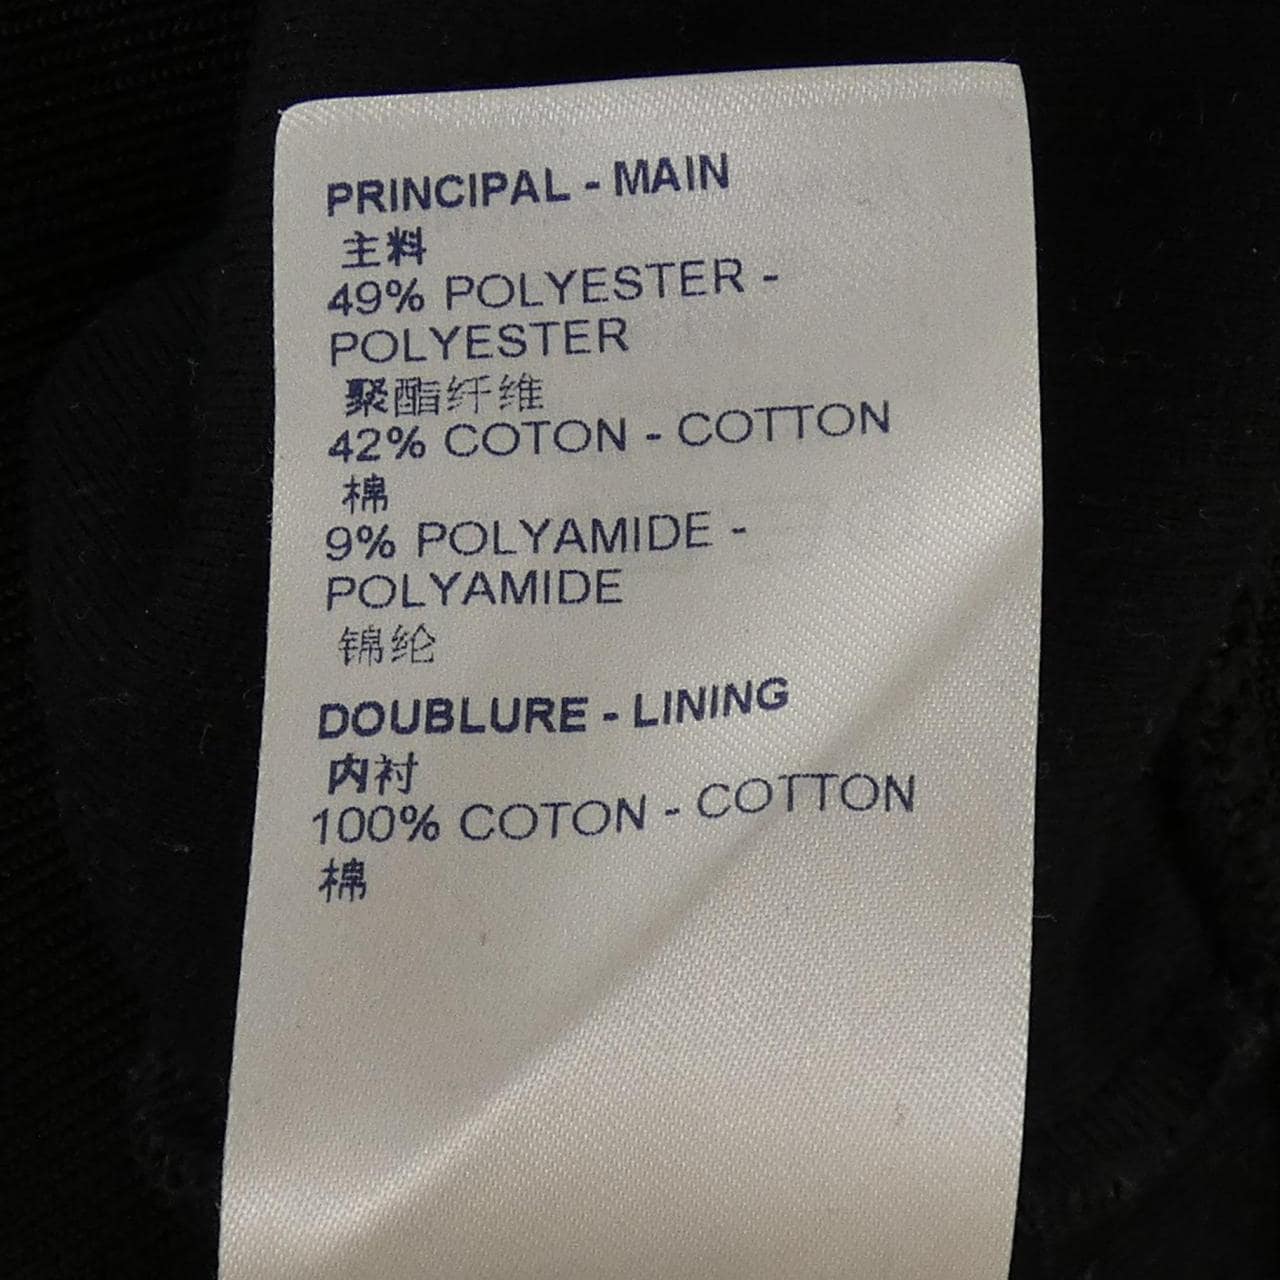 PRINCIPAL - MAIN
主料
49% POLYESTER -
POLYESTER
聚酯纤维
42% COTON - COTTON
棉
9% POLYAMIDE -
POLYAMIDE
锦纶
DOUBLURE - LINING
内衬
100% COTON - COTTON
棉